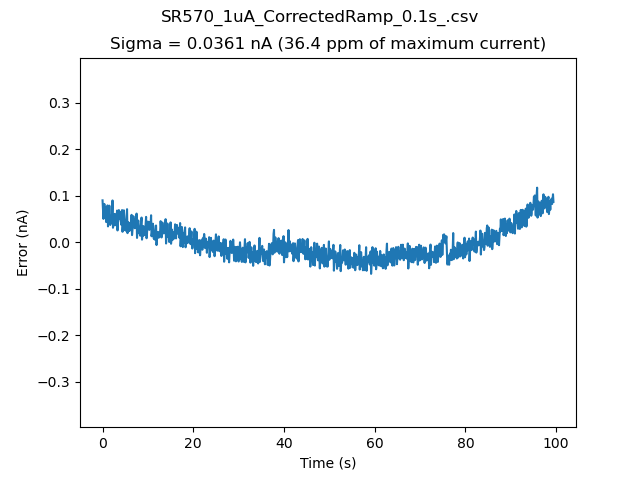 SR570_1uA_CorrectedRamp_0.1s_.csv
Sigma = 0.0361 nA (36.4 ppm of maximum current)
Error (nA)
0.3
0.2
0.1
0.0
−0.1
−0.2
−0.3
0 20 40 60 80 100
Time (s)